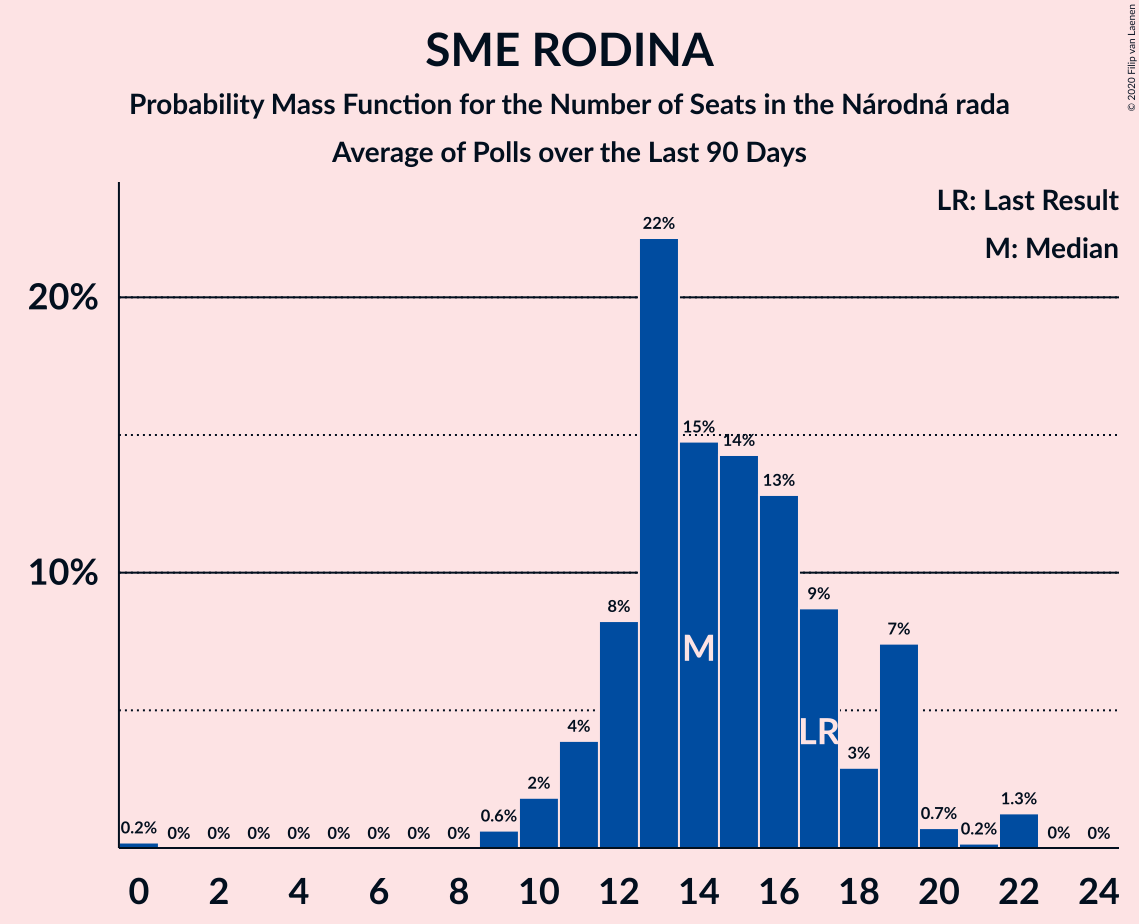 SME RODINA
Probability Mass Function for the Number of Seats in the Národná rada
Average of Polls over the Last 90 Days
© 2020 Filip van Laenen
LR: Last Result
M: Median
20%
10%
0.2% 0% 0% 0% 0% 0% 0% 0% 0% 0.6% 2% 4% 8% 22% 15% 14% 13% 9% 3% 7% 0.7% 0.2% 1.3% 0% 0%
M
LR
0 2 4 6 8 10 12 14 16 18 20 22 24